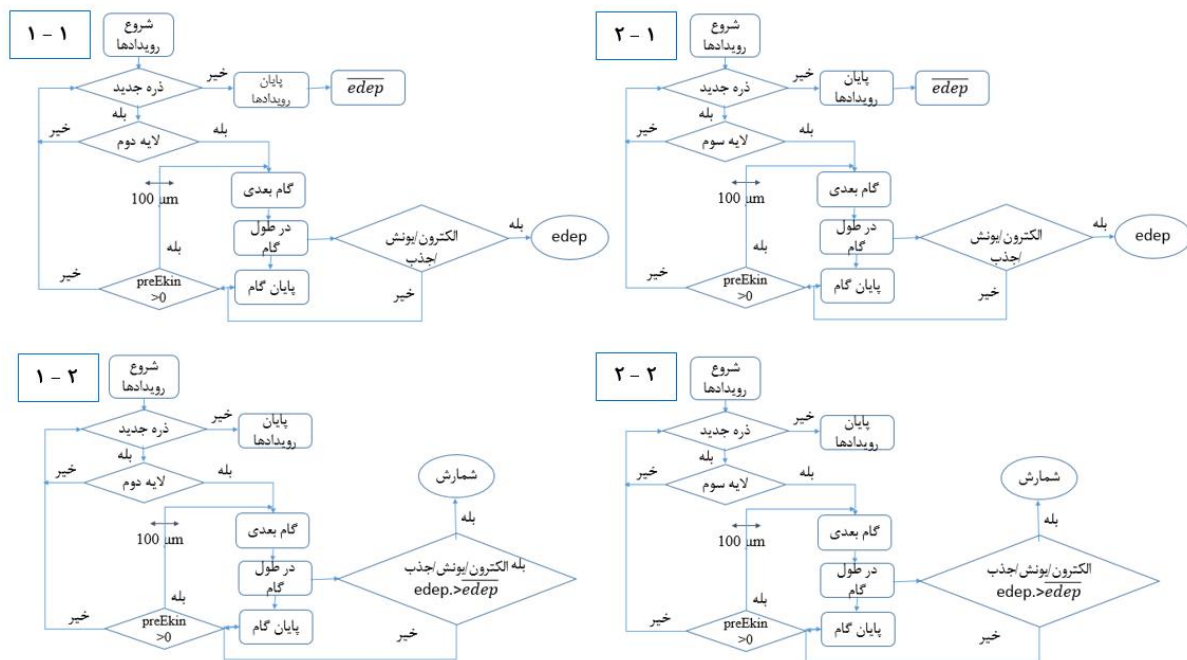 ۱ - ۱
شروع
رویدادها
ذره جدید
خیر
پایان
رویدادها
edep
بله
لایه دوم
خیر
بله
100 µm
گام بعدی
در طول
گام
الکترون/یونش
/جذب
بله
edep
بله
خیر
preEkin
>0
پایان گام
خیر
۲ - ۱
شروع
رویدادها
ذره جدید
خیر
پایان
رویدادها
edep
بله
لایه سوم
خیر
بله
100 µm
گام بعدی
در طول
گام
الکترون/یونش
/جذب
بله
edep
بله
خیر
preEkin
>0
پایان گام
خیر
۱ - ۲
شروع
رویدادها
ذره جدید
خیر
پایان
رویدادها
بله
لایه دوم
خیر
بله
شمارش
بله
100 µm
گام بعدی
در طول
گام
بله الکترون/یونش/جذب
edep.>edep
بله
خیر
preEkin
>0
پایان گام
خیر
۲ - ۲
شروع
رویدادها
ذره جدید
خیر
پایان
رویدادها
بله
لایه سوم
خیر
بله
شمارش
بله
100 µm
گام بعدی
در طول
گام
الکترون/یونش/جذب
edep.>edep
بله
خیر
preEkin
>0
پایان گام
خیر